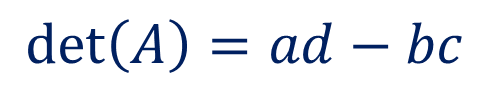 det(A) = ad − bc